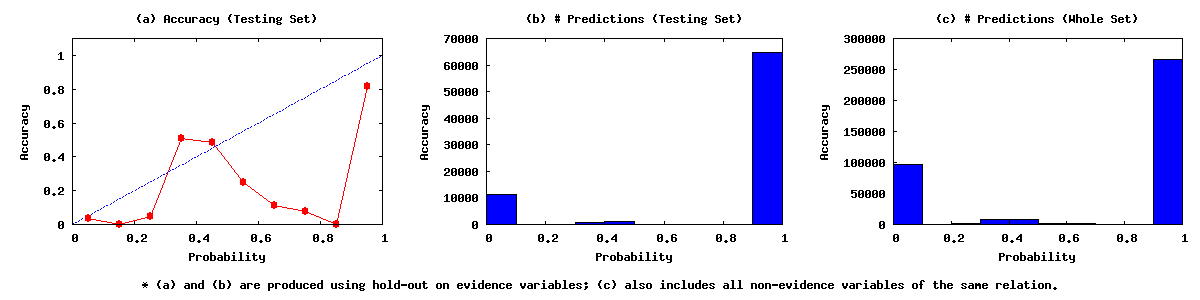 (a) Accuracy (Testing Set)
1
0.8
0.6
0.4
0.2
0
Accuracy
0 0.2 0.4 0.6 0.8 1
Probability
(b) # Predictions (Testing Set)
70000
60000
50000
40000
30000
20000
10000
0
Accuracy
0 0.2 0.4 0.6 0.8 1
Probability
(c) # Predictions (Whole Set)
300000
250000
200000
150000
100000
50000
0
Accuracy
0 0.2 0.4 0.6 0.8 1
Probability
* (a) and (b) are produced using hold-out on evidence variables; (c) also includes all non-evidence variables of the same relation.